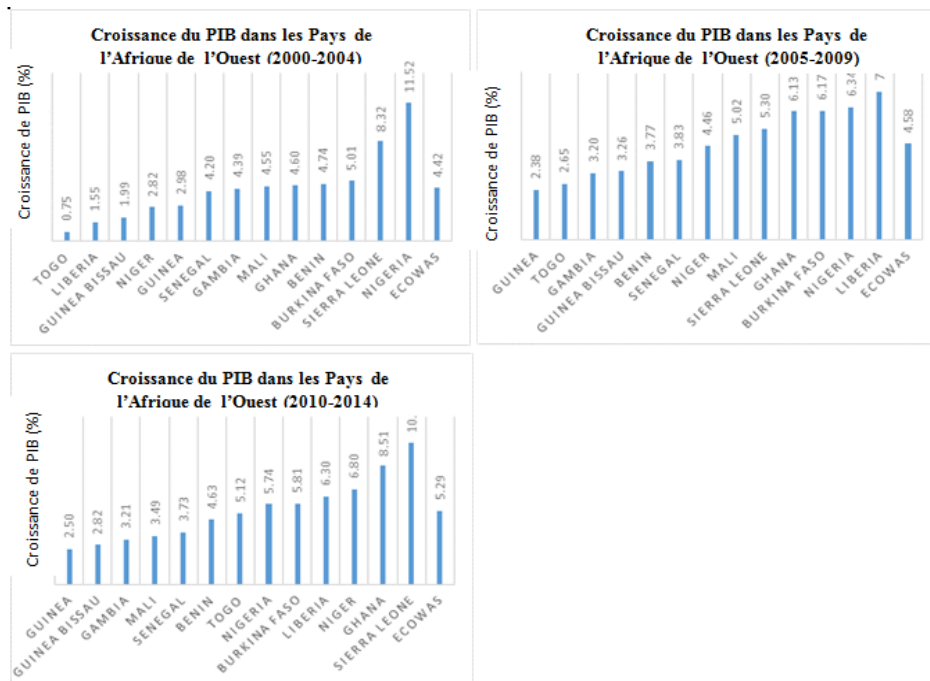 Croissance du PIB dans les Pays de
l'Afrique de l'Ouest (2000-2004)
Croissance de PIB (%)
0.75
1.55
1.99
2.82
2.98
4.20
4.39
4.55
4.60
4.74
5.01
8.32
11.52
4.42
TOGO
LIBERIA
GUINEA BISSAU
NIGER
GUINEA
SENEGAL
GAMBIA
MALI
GHANA
BENIN
BURKINA FASO
SIERRA LEONE
NIGERIA
ECOWAS
Croissance du PIB dans les Pays de
l'Afrique de l'Ouest (2005-2009)
Croissance de PIB (%)
2.38
2.65
3.20
3.26
3.77
3.83
4.46
5.02
5.30
6.13
6.17
6.34
7
4.58
GUINEA
TOGO
GAMBIA
GUINEA BISSAU
BENIN
SENEGAL
NIGER
MALI
SIERRA LEONE
GHANA
BURKINA FASO
NIGERIA
LIBERIA
ECOWAS
Croissance du PIB dans les Pays de
l'Afrique de l'Ouest (2010-2014)
Croissance de PIB (%)
2.50
2.82
3.21
3.49
3.73
4.63
5.12
5.74
5.81
6.30
6.80
8.51
10.
5.29
GUINEA
GUINEA BISSAU
GAMBIA
MALI
SENEGAL
BENIN
TOGO
NIGERIA
BURKINA FASO
LIBERIA
NIGER
GHANA
SIERRA LEONE
ECOWAS